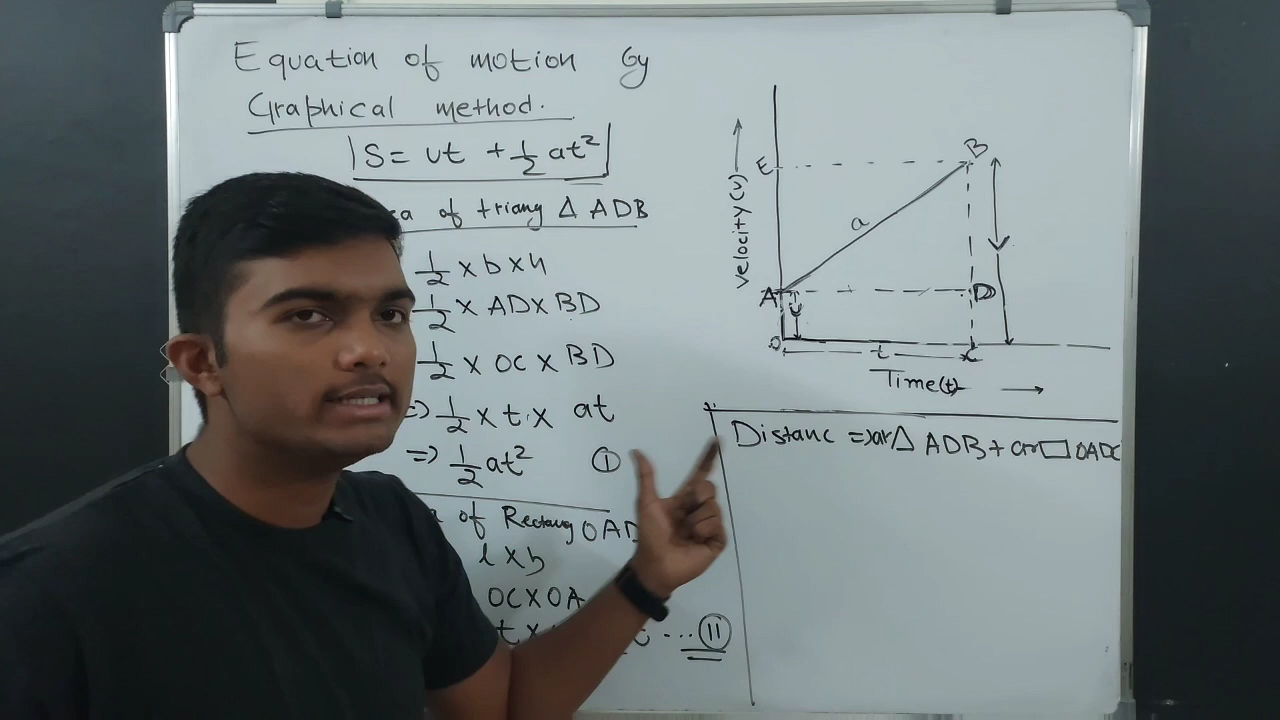 Equation of motion by
Graphical method.
S = ut + 1/2 at²
of triang Δ ADB
1/2 × b × h
1/2 × AD × BD
1/2 × OC × BD
=> 1/2 × t × at
=> 1/2 at² (1)
of Rectang OAD
l × b
OC × OA
t × ... (11)
velocity (v)
E
B
a
A
D
u
O
t
C
Time(t)
Distanc => ar Δ ADB + ar □ OADC